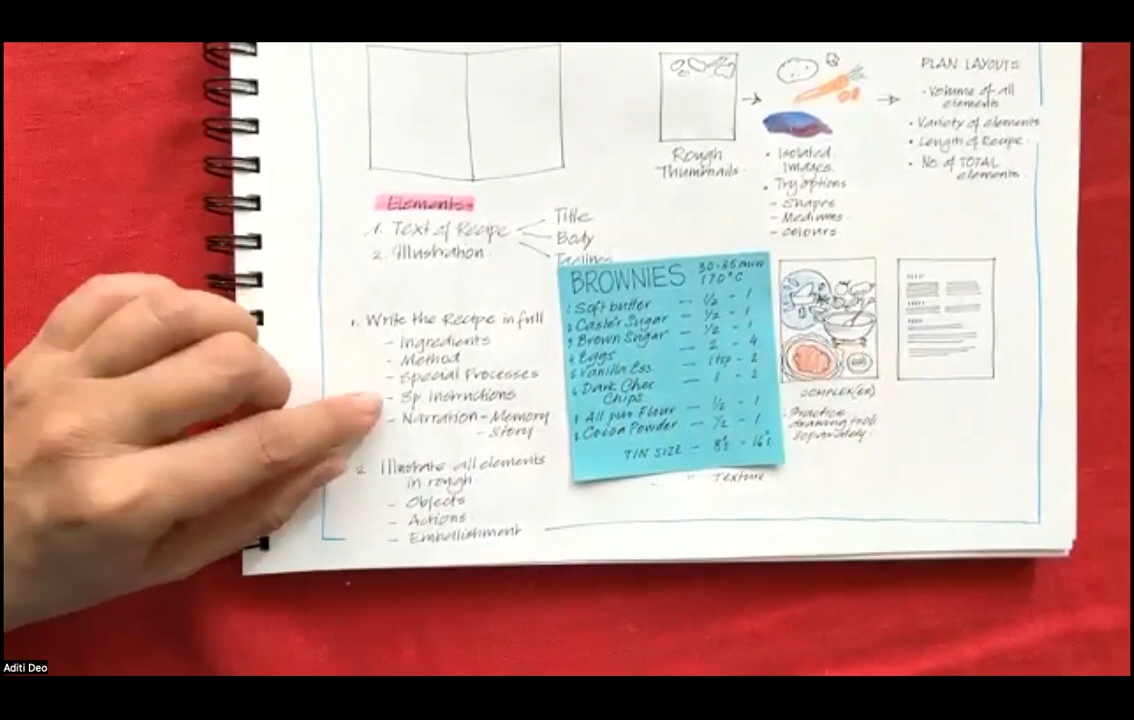 PLAN LAYOUTS
• Volume of all
elements.
• Variety of elements
• Length of Recipe.
• No. of TOTAL
elements.
Rough
Thumbnails.
• Isolated
Images.
• Try options
- Shapes
- Mediums
- colours.
Elements.
1. Text of Recipe
2. Illustration.
Title
Body
1. Write the Recipe in full
- Ingredients
- Method
- Special Processes
- Sp Instructions
- Narration - Memory
- Story.
2. Illustrate all elements
in rough.
- Objects
- Actions
- Embellishment
BROWNIES 30-35 min
170°C
1. Soft butter — 1/2 - 1
2. Caster Sugar — 1/2 - 1
3. Brown Sugar — 1/2 - 1
4. Eggs — 2 - 4
5. Vanilla Ess. — 1 tsp - 2
6. Dark Choc — 1 - 2
Chips
7. All pur Flour — 1/2 - 1
8. Cocoa Powder — 1/2 - 1
TIN SIZE - 8"s - 16"s
COMPLEX(ER)
- Practice
drawing tools
separately.
Texture
Aditi Deo